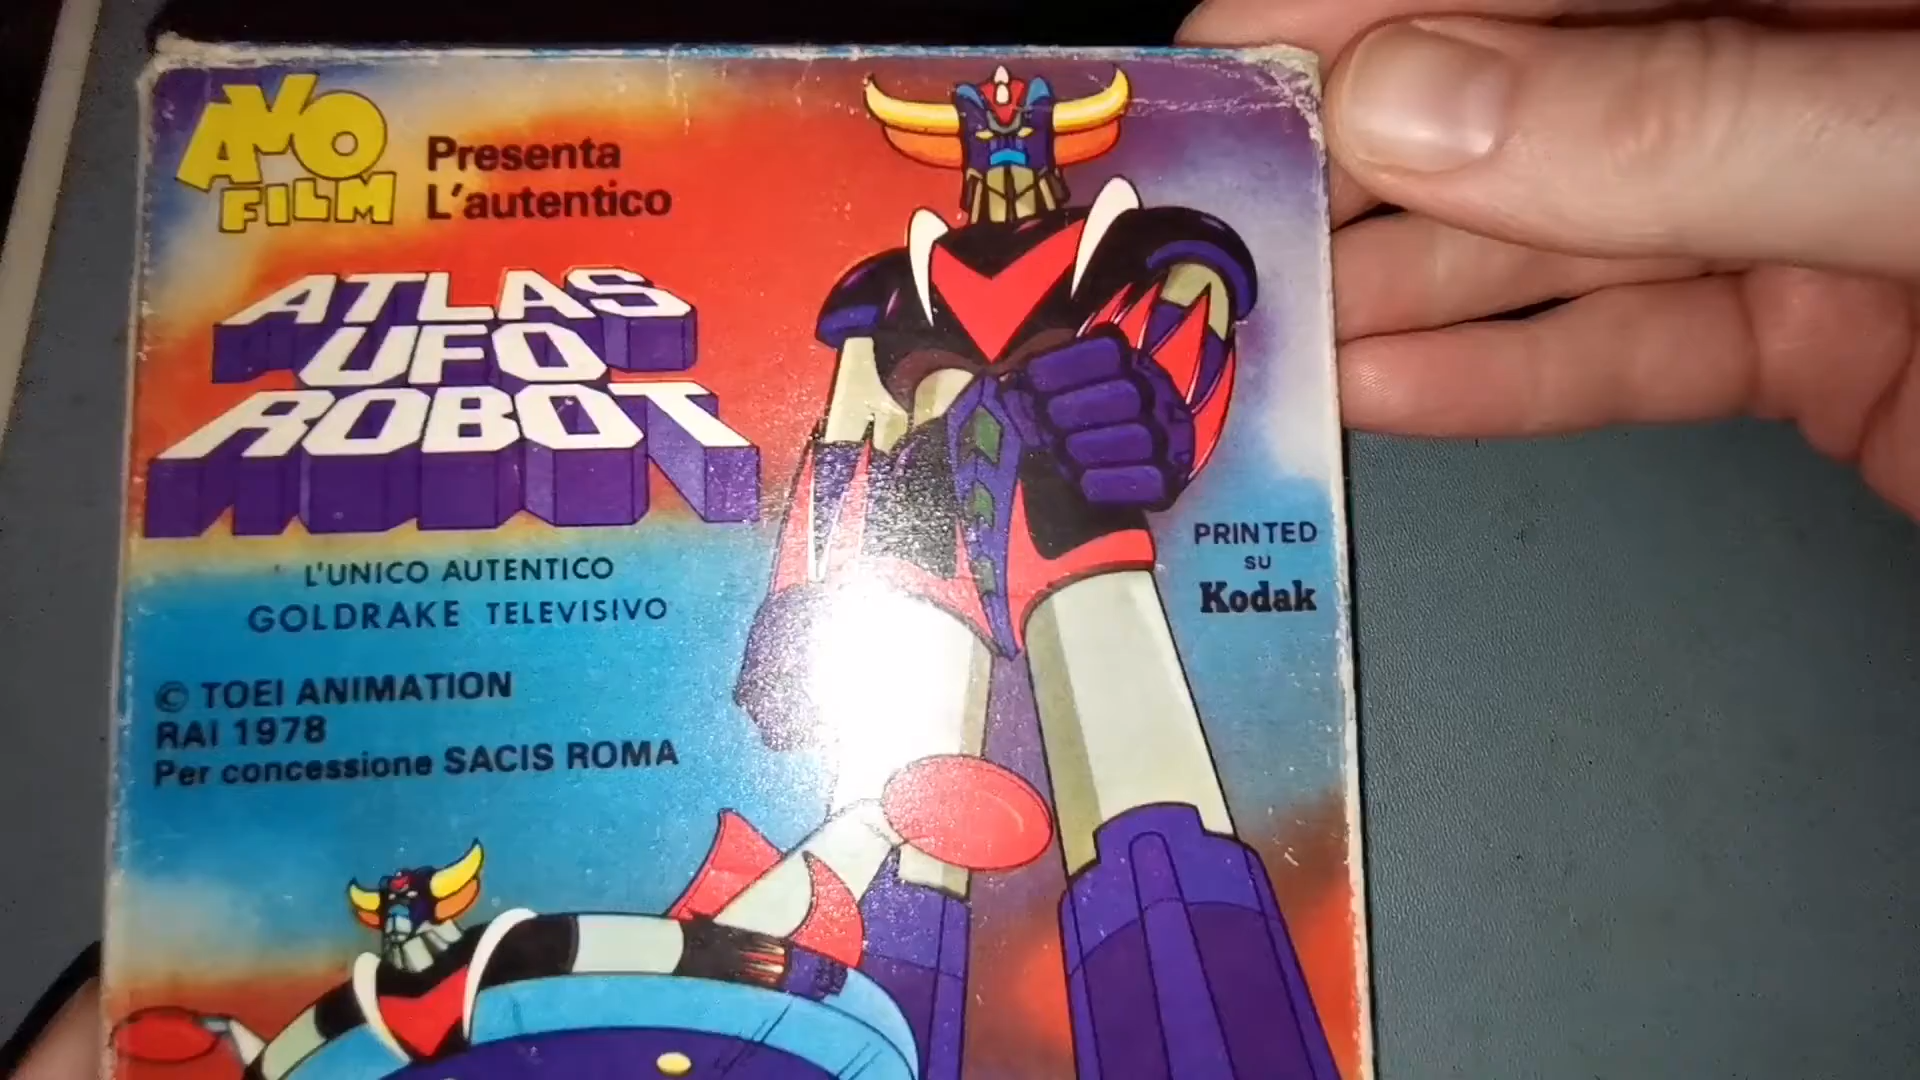 AVO
FILM
Presenta
L'autentico
ATLAS
UFO
ROBOT
L'UNICO AUTENTICO
GOLDRAKE TELEVISIVO
© TOEI ANIMATION
RAI 1978
Per concessione SACIS ROMA
PRINTED
SU
Kodak